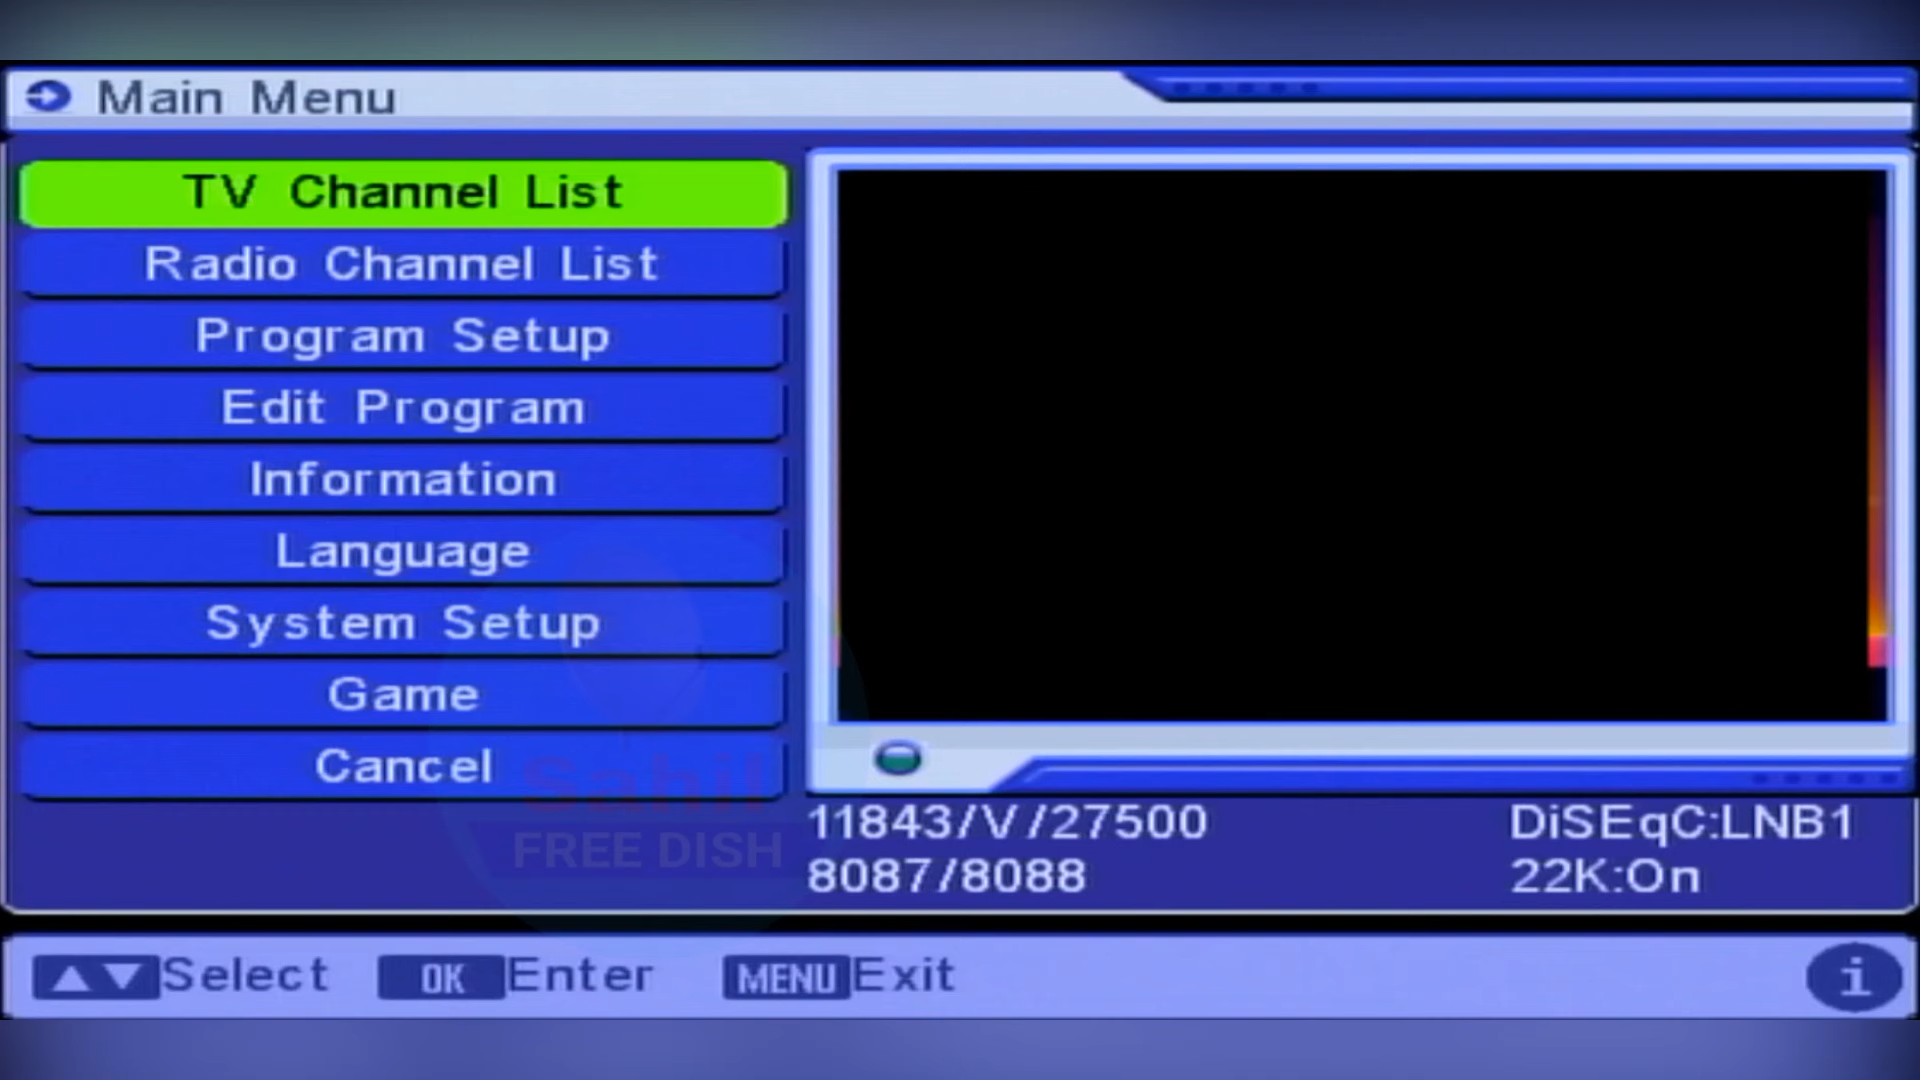 Main Menu
TV Channel List
Radio Channel List
Program Setup
Edit Program
Information
Language
System Setup
Game
Cancel
Sahil
FREE DISH
11843/V/27500
DiSEqC:LNB1
8087/8088
22K:On
Select OK Enter MENU Exit
i